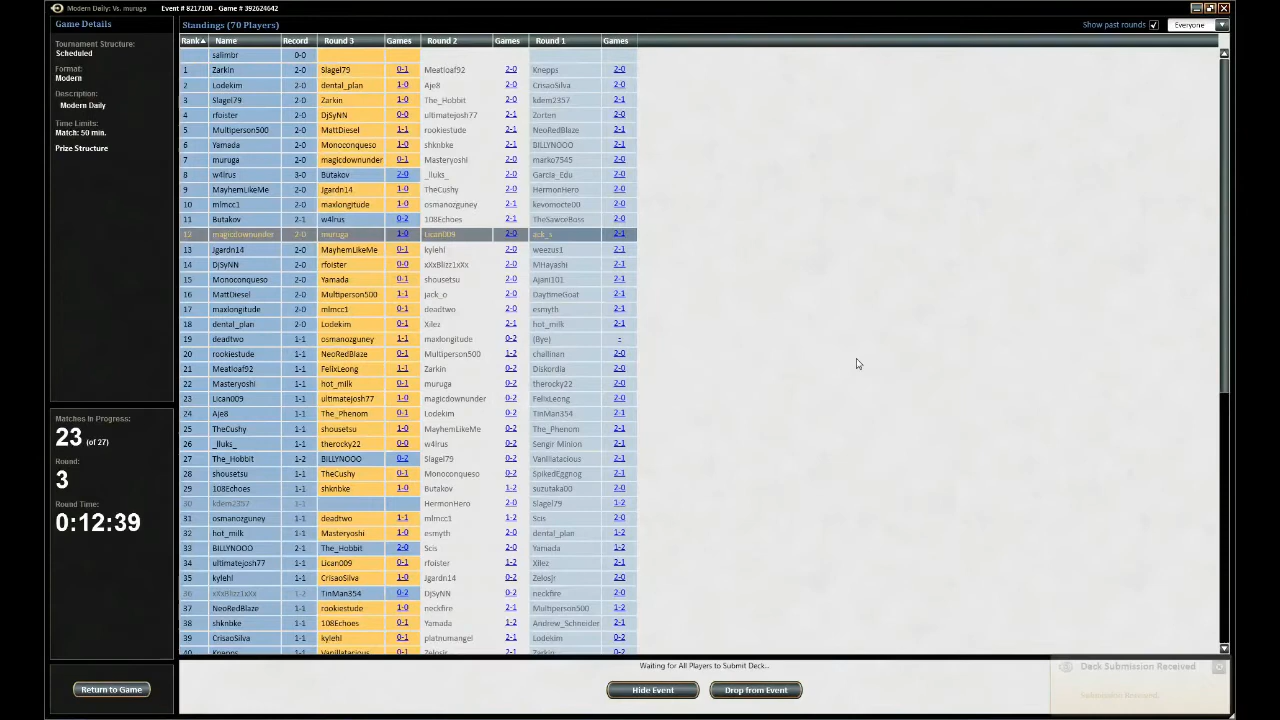 Modern Daily: Vs. muruga Event # 8217100 - Game # 392624642
Game Details
Tournament Structure:
Scheduled
Format:
Modern
Description:
Modern Daily
Time Limits:
Match: 50 min.
Prize Structure
Matches In Progress:
23 (of 27)
Round:
3
Round Time:
0:12:39
Return to Game
Standings (70 Players) Show past rounds Everyone
Rank Name Record Round 3 Games Round 2 Games Round 1 Games
salimbr 0-0
1 Zarkin 2-0 Slagel79 0-1 Meatloaf92 2-0 Knepps 2-0
2 Lodekim 2-0 dental_plan 1-0 Aje8 2-0 CrisaoSilva 2-0
3 Slagel79 2-0 Zarkin 1-0 The_Hobbit 2-0 kdem2357 2-1
4 rfoister 2-0 DjSyNN 0-0 ultimatejosh77 2-1 Zorten 2-0
5 Multiperson500 2-0 MattDiesel 1-1 rookiestude 2-1 NeoRedBlaze 2-1
6 Yamada 2-0 Monoconqueso 1-0 shknbke 2-1 BILLYNOOO 2-1
7 muruga 2-0 magicdownunder 0-1 Masteryoshi 2-0 marko7545 2-0
8 w4lrus 3-0 Butakov 2-0 _lluks_ 2-0 Garcia_Edu 2-0
9 MayhemLikeMe 2-0 Jgardn14 1-0 TheCushy 2-0 HermonHero 2-0
10 mlmcc1 2-0 maxlongitude 1-0 osmanozguney 2-1 kevomocte00 2-0
11 Butakov 2-1 w4lrus 0-2 108Echoes 2-1 TheSawceBoss 2-0
12 magicdownunder 2-0 muruga 1-0 Lican009 2-0 ack_s 2-1
13 Jgardn14 2-0 MayhemLikeMe 0-1 kylehl 2-0 weezus1 2-0
14 DjSyNN 2-0 rfoister 0-0 xXxBlizz1xXx 2-0 MHayashi 2-1
15 Monoconqueso 2-0 Yamada 0-1 shousetsu 2-0 Ajani101 2-1
16 MattDiesel 2-0 Multiperson500 1-1 jack_o 2-0 DaytimeGoat 2-1
17 maxlongitude 2-0 mlmcc1 0-1 deadtwo 2-0 esmyth 2-1
18 dental_plan 2-0 Lodekim 0-1 Xilez 2-1 hot_milk 2-1
19 deadtwo 1-1 osmanozguney 1-1 maxlongitude 0-2 (Bye) -
20 rookiestude 1-1 NeoRedBlaze 0-1 Multiperson500 1-2 challinan 2-0
21 Meatloaf92 1-1 FelixLeong 1-1 Zarkin 0-2 Diskordia 2-0
22 Masteryoshi 1-1 hot_milk 0-1 muruga 0-2 therocky22 2-0
23 Lican009 1-1 ultimatejosh77 1-0 magicdownunder 0-2 FelixLeong 2-0
24 Aje8 1-1 The_Phenom 0-1 Lodekim 0-2 TinMan354 2-1
25 TheCushy 1-1 shousetsu 1-0 MayhemLikeMe 0-2 The_Phenom 2-1
26 _lluks_ 1-1 therocky22 0-0 w4lrus 0-2 Sengir Minion 2-1
27 The_Hobbit 1-2 BILLYNOOO 0-2 Slagel79 0-2 Vanillatacos1 2-1
28 shousetsu 1-1 TheCushy 0-1 Monoconqueso 0-2 SpikedEggnog 2-1
29 108Echoes 1-1 shknbke 1-0 Butakov 1-2 suzutaka00 2-0
30 kdem2357 1-1 HermonHero 2-0 Slagel79 1-2
31 osmanozguney 1-1 deadtwo 1-1 mlmcc1 1-2 Scis 2-0
32 hot_milk 1-1 Masteryoshi 1-0 esmyth 2-0 dental_plan 1-2
33 BILLYNOOO 2-1 The_Hobbit 2-0 Scis 2-0 Yamada 1-2
34 ultimatejosh77 1-1 Lican009 0-1 rfoister 1-2 Xilez 2-1
35 kylehl 1-1 CrisaoSilva 1-0 Jgardn14 0-2 Zelosjr 2-0
36 xXxBlizz1xXx 1-2 TinMan354 0-2 DjSyNN 0-2 neckfire 2-0
37 NeoRedBlaze 1-1 rookiestude 1-0 neckfire 2-1 Multiperson500 1-2
38 shknbke 1-1 108Echoes 0-1 Yamada 1-2 Andrew_Schneider 2-1
39 CrisaoSilva 1-1 kylehl 0-1 platnumangel 2-1 Lodekim 0-2
40 Knepps 1-1 Vanillatacos1 0-1 Zelosjr 2-1 Zarkin 0-2
Waiting for All Players to Submit Deck...
Hide Event Drop from Event
Deck Submission Received
Submission Received.